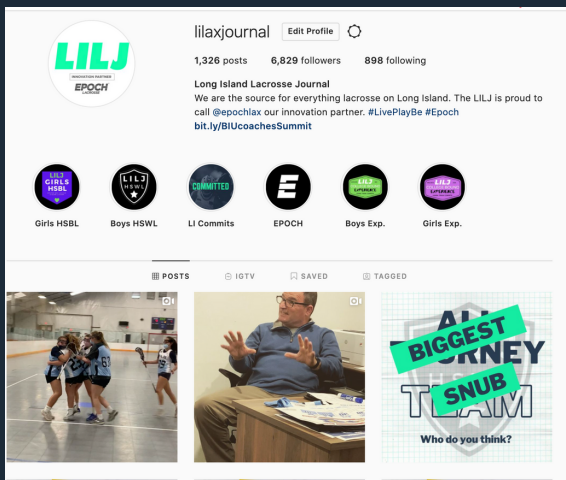 LILJ
INNOVATION PARTNER
EPOCH
LACROSSE
lilaxjournal Edit Profile
1,326 posts 6,829 followers 898 following
Long Island Lacrosse Journal
We are the source for everything lacrosse on Long Island. The LILJ is proud to
call @epochlax our innovation partner. #LivePlayBe #Epoch
bit.ly/BIUcoachesSummit
LILJ
GIRLS
HSBL
LILJ
HSWL
COMMITTED
E
LILJ
EXPERIENCE
LILJ
EXPERIENCE
Girls HSBL Boys HSWL LI Commits EPOCH Boys Exp. Girls Exp.
POSTS IGTV SAVED TAGGED
63
BIGGEST
SNUB
TEAM
Who do you think?